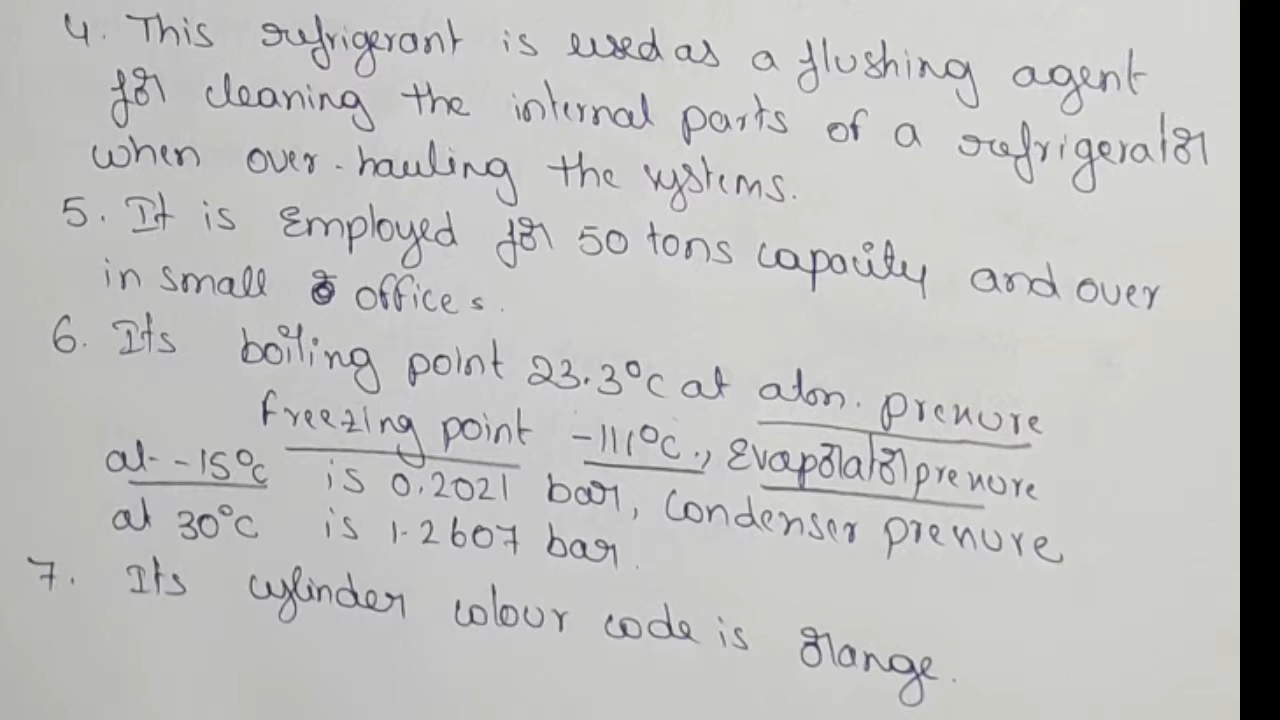 4. This refrigerant is used as a flushing agent
for cleaning the internal parts of a refrigerator
when over-hauling the systems.
5. It is employed for 50 tons capacity and over
in small offices.
6. Its boiling point 23.3°c at atm. pressure
freezing point -111°c., Evaporator pressure
at -15°c is 0.2021 bar, condenser pressure
at 30°c is 1.2607 bar.
7. Its cylinder colour code is orange.